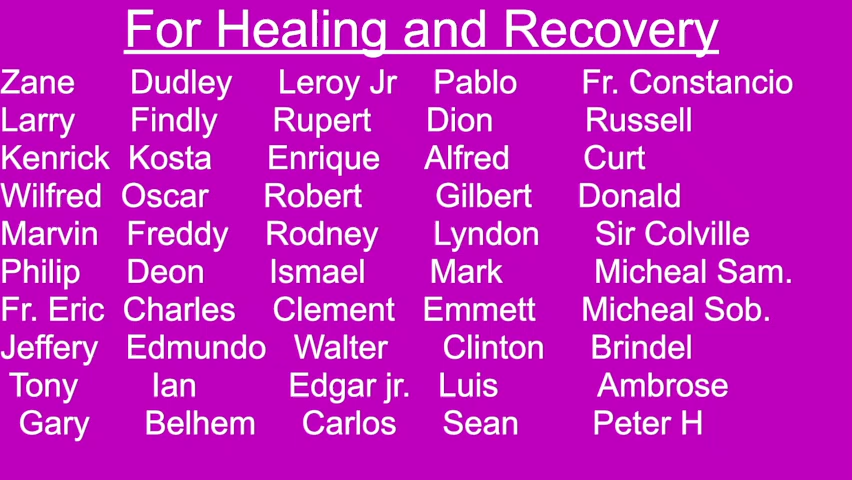 For Healing and Recovery
Zane Dudley Leroy Jr Pablo Fr. Constancio
Larry Findly Rupert Dion Russell
Kenrick Kosta Enrique Alfred Curt
Wilfred Oscar Robert Gilbert Donald
Marvin Freddy Rodney Lyndon Sir Colville
Philip Deon Ismael Mark Micheal Sam.
Fr. Eric Charles Clement Emmett Micheal Sob.
Jeffery Edmundo Walter Clinton Brindel
Tony Ian Edgar jr. Luis Ambrose
Gary Belhem Carlos Sean Peter H